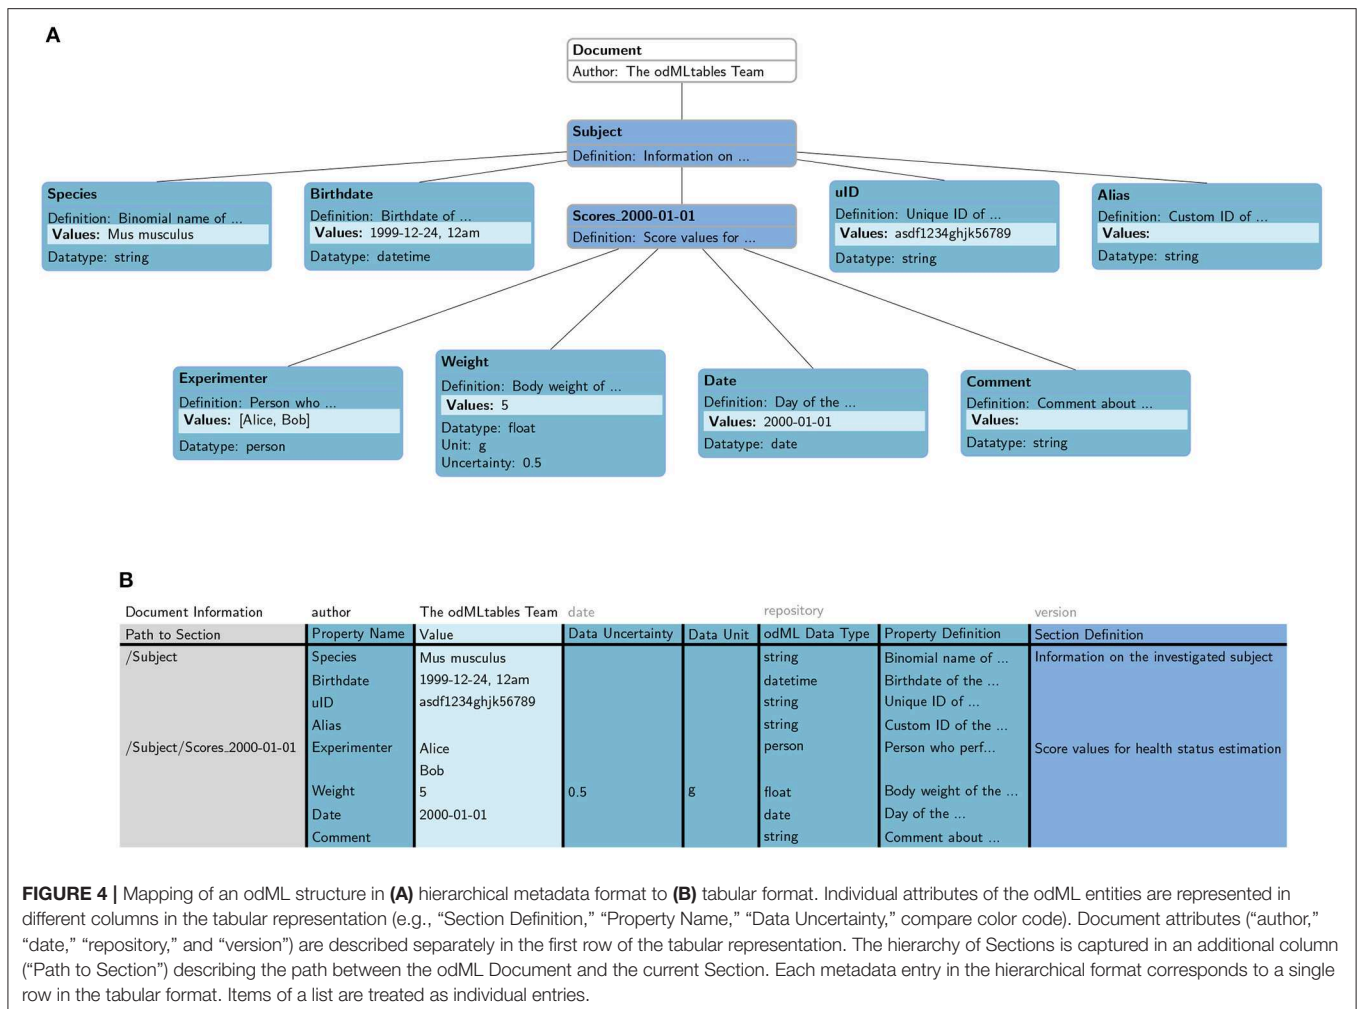 A
Document
Author: The odMLtables Team
Subject
Definition: Information on ...
Species
Definition: Binomial name of ...
Values: Mus musculus
Datatype: string
Birthdate
Definition: Birthdate of ...
Values: 1999-12-24, 12am
Datatype: datetime
Scores_2000-01-01
Definition: Score values for ...
uID
Definition: Unique ID of ...
Values: asdf1234ghjk56789
Datatype: string
Alias
Definition: Custom ID of ...
Values:
Datatype: string
Experimenter
Definition: Person who ...
Values: [Alice, Bob]
Datatype: person
Weight
Definition: Body weight of ...
Values: 5
Datatype: float
Unit: g
Uncertainty: 0.5
Date
Definition: Day of the ...
Values: 2000-01-01
Datatype: date
Comment
Definition: Comment about ...
Values:
Datatype: string
B
Document Information author The odMLtables Team date repository version
Path to Section Property Name Value Data Uncertainty Data Unit odML Data Type Property Definition Section Definition
/Subject Species Mus musculus string Binomial name of ... Information on the investigated subject
Birthdate 1999-12-24, 12am datetime Birthdate of the ...
uID asdf1234ghjk56789 string Unique ID of ...
Alias string Custom ID of the ...
/Subject/Scores_2000-01-01 Experimenter Alice person Person who perf... Score values for health status estimation
Bob
Weight 5 0.5 g float Body weight of the ...
Date 2000-01-01 date Day of the ...
Comment string Comment about ...
FIGURE 4 | Mapping of an odML structure in (A) hierarchical metadata format to (B) tabular format. Individual attributes of the odML entities are represented in
different columns in the tabular representation (e.g., “Section Definition,” “Property Name,” “Data Uncertainty,” compare color code). Document attributes (“author,”
“date,” “repository,” and “version”) are described separately in the first row of the tabular representation. The hierarchy of Sections is captured in an additional column
(“Path to Section”) describing the path between the odML Document and the current Section. Each metadata entry in the hierarchical format corresponds to a single
row in the tabular format. Items of a list are treated as individual entries.